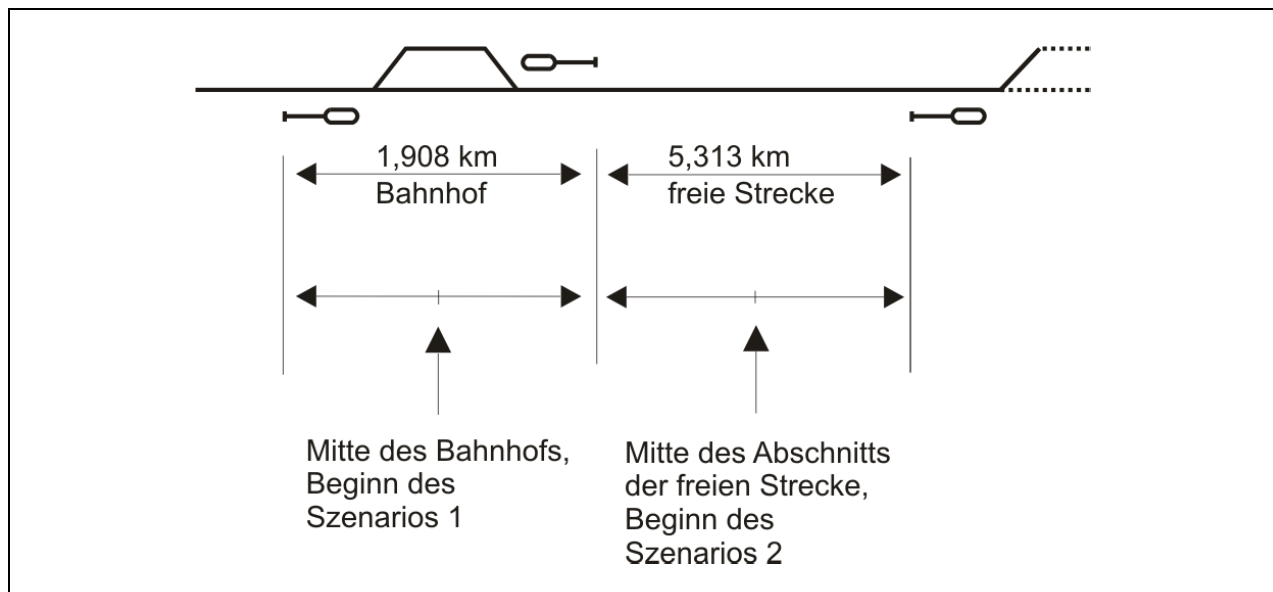 1,908 km
Bahnhof
5,313 km
freie Strecke
Mitte des Bahnhofs,
Beginn des
Szenarios 1
Mitte des Abschnitts
der freien Strecke,
Beginn des
Szenarios 2